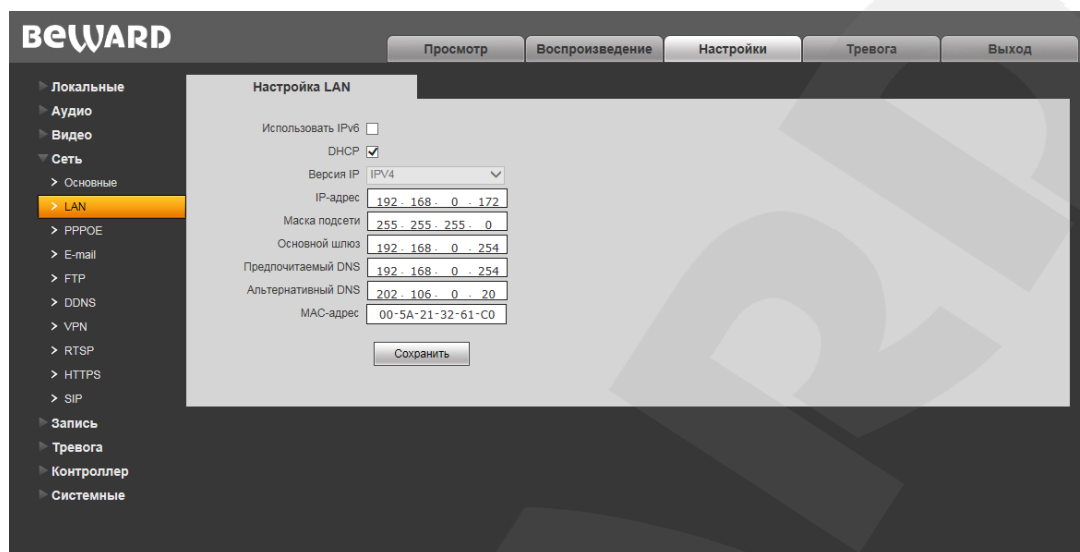 BEWARD
Просмотр Воспроизведение Настройки Тревога Выход
Локальные
Аудио
Видео
Сеть
> Основные
> LAN
> PPPOE
> E-mail
> FTP
> DDNS
> VPN
> RTSP
> HTTPS
> SIP
Запись
Тревога
Контроллер
Системные
Настройка LAN
Использовать IPv6
DHCP
Версия IP IPV4
IP-адрес 192 . 168 . 0 . 172
Маска подсети 255 . 255 . 255 . 0
Основной шлюз 192 . 168 . 0 . 254
Предпочитаемый DNS 192 . 168 . 0 . 254
Альтернативный DNS 202 . 106 . 0 . 20
MAC-адрес 00-5A-21-32-61-C0
Сохранить